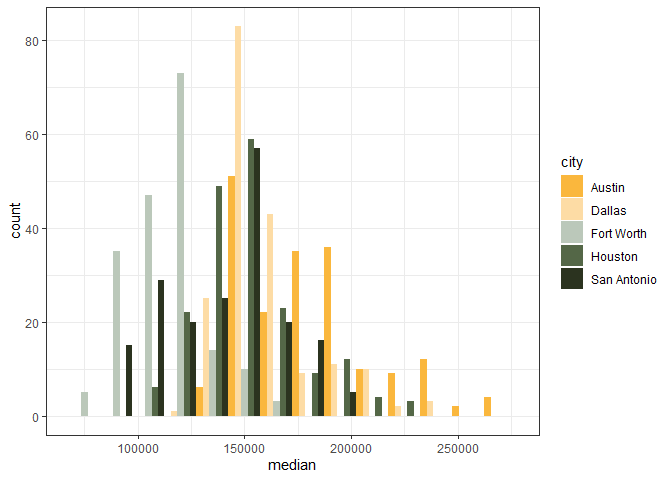 80
60
40
20
0
count
100000 150000 200000 250000
median
city
Austin
Dallas
Fort Worth
Houston
San Antonio